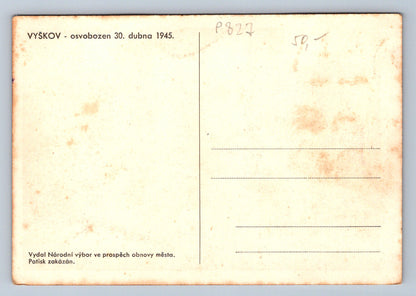 VYŠKOV - osvobozen 30. dubna 1945.
P827
59,-
Vydal Národní výbor ve prospěch obnovy města.
Patisk zakázán.